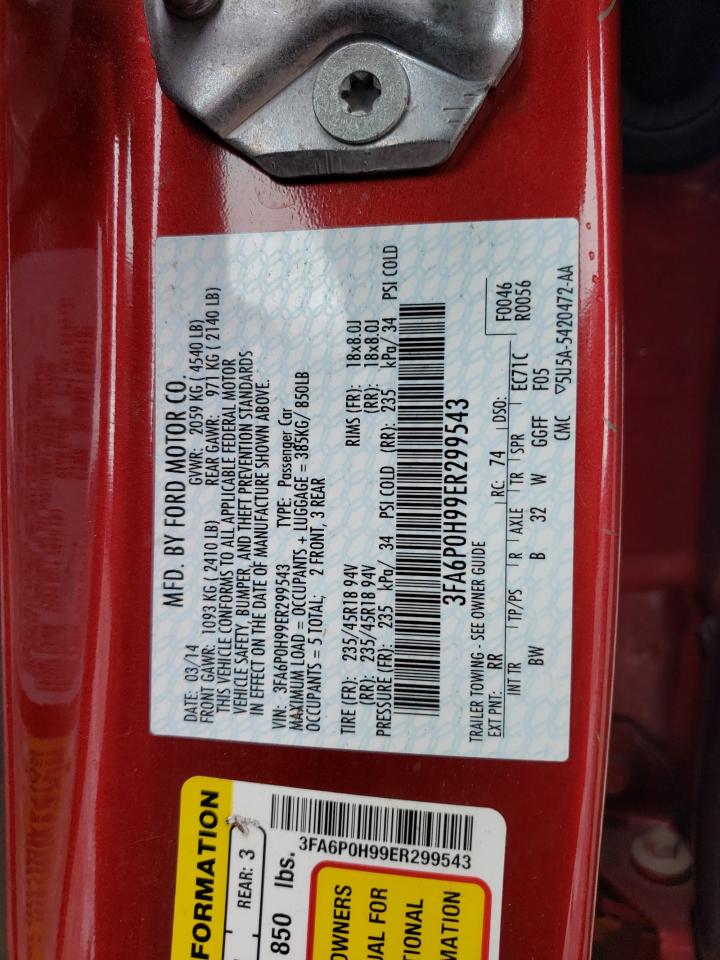 MFD. BY FORD MOTOR CO.
DATE: 03/14 GVWR: 2059 KG ( 4540 LB)
FRONT GAWR: 1093 KG ( 2410 LB) REAR GAWR: 971 KG ( 2140 LB)
THIS VEHICLE CONFORMS TO ALL APPLICABLE FEDERAL MOTOR
VEHICLE SAFETY, BUMPER, AND THEFT PREVENTION STANDARDS
IN EFFECT ON THE DATE OF MANUFACTURE SHOWN ABOVE.
VIN: 3FA6P0H99ER299543 TYPE: Passenger Car
MAXIMUM LOAD = OCCUPANTS + LUGGAGE = 385KG/ 850LB
OCCUPANTS = 5 TOTAL; 2 FRONT, 3 REAR
TIRE (FR): 235/45R18 94V RIMS (FR): 18x8.0J
(RR): 235/45R18 94V (RR): 18x8.0J
PRESSURE (FR): 235 kPa/ 34 PSI COLD (RR): 235 kPa/ 34 PSI COLD
3FA6P0H99ER299543
TRAILER TOWING - SEE OWNER GUIDE
EXT PNT: RR RC: 74 DSO: F0046
R0056
INT TR TP/PS R AXLE TR SPR EC71C
BW B 32 W GGFF F05
CMC ▽5U5A-5420472-AA
FORMATION
REAR: 3
850 lbs.
3FA6P0H99ER299543
OWNERS
UAL FOR
TIONAL
MATION